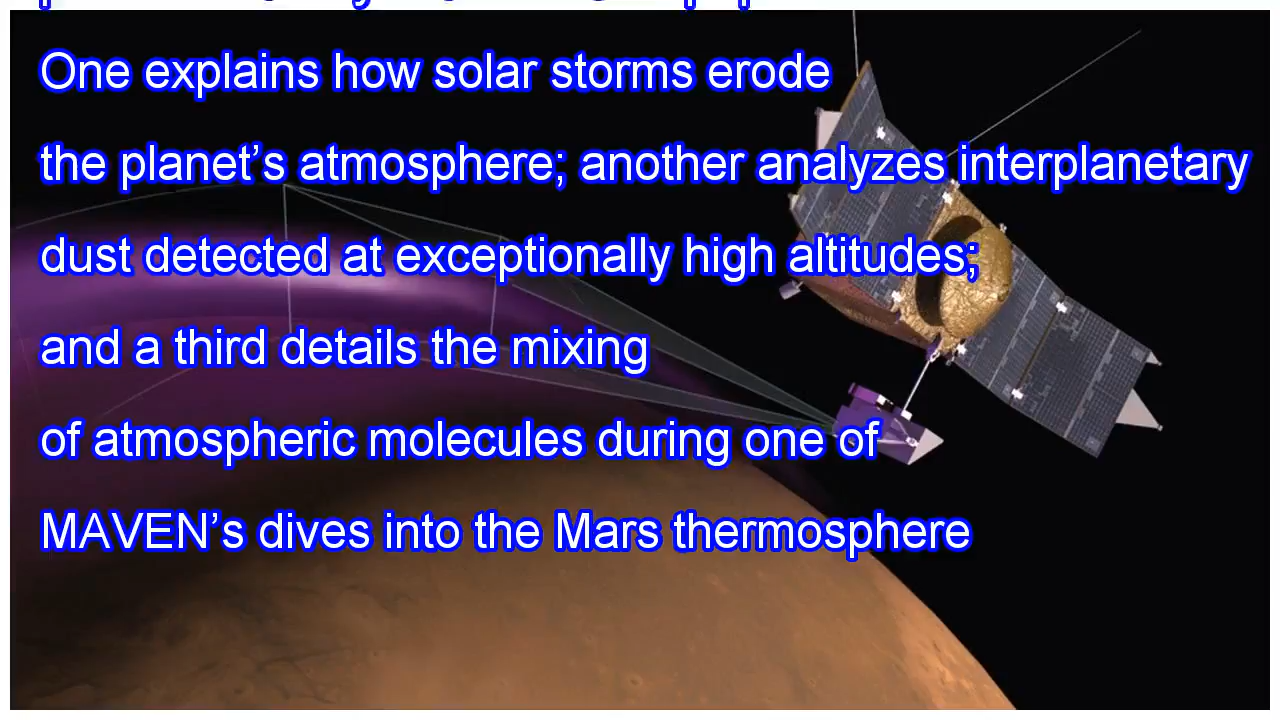 One explains how solar storms erode
the planet’s atmosphere; another analyzes interplanetary
dust detected at exceptionally high altitudes;
and a third details the mixing
of atmospheric molecules during one of
MAVEN’s dives into the Mars thermosphere